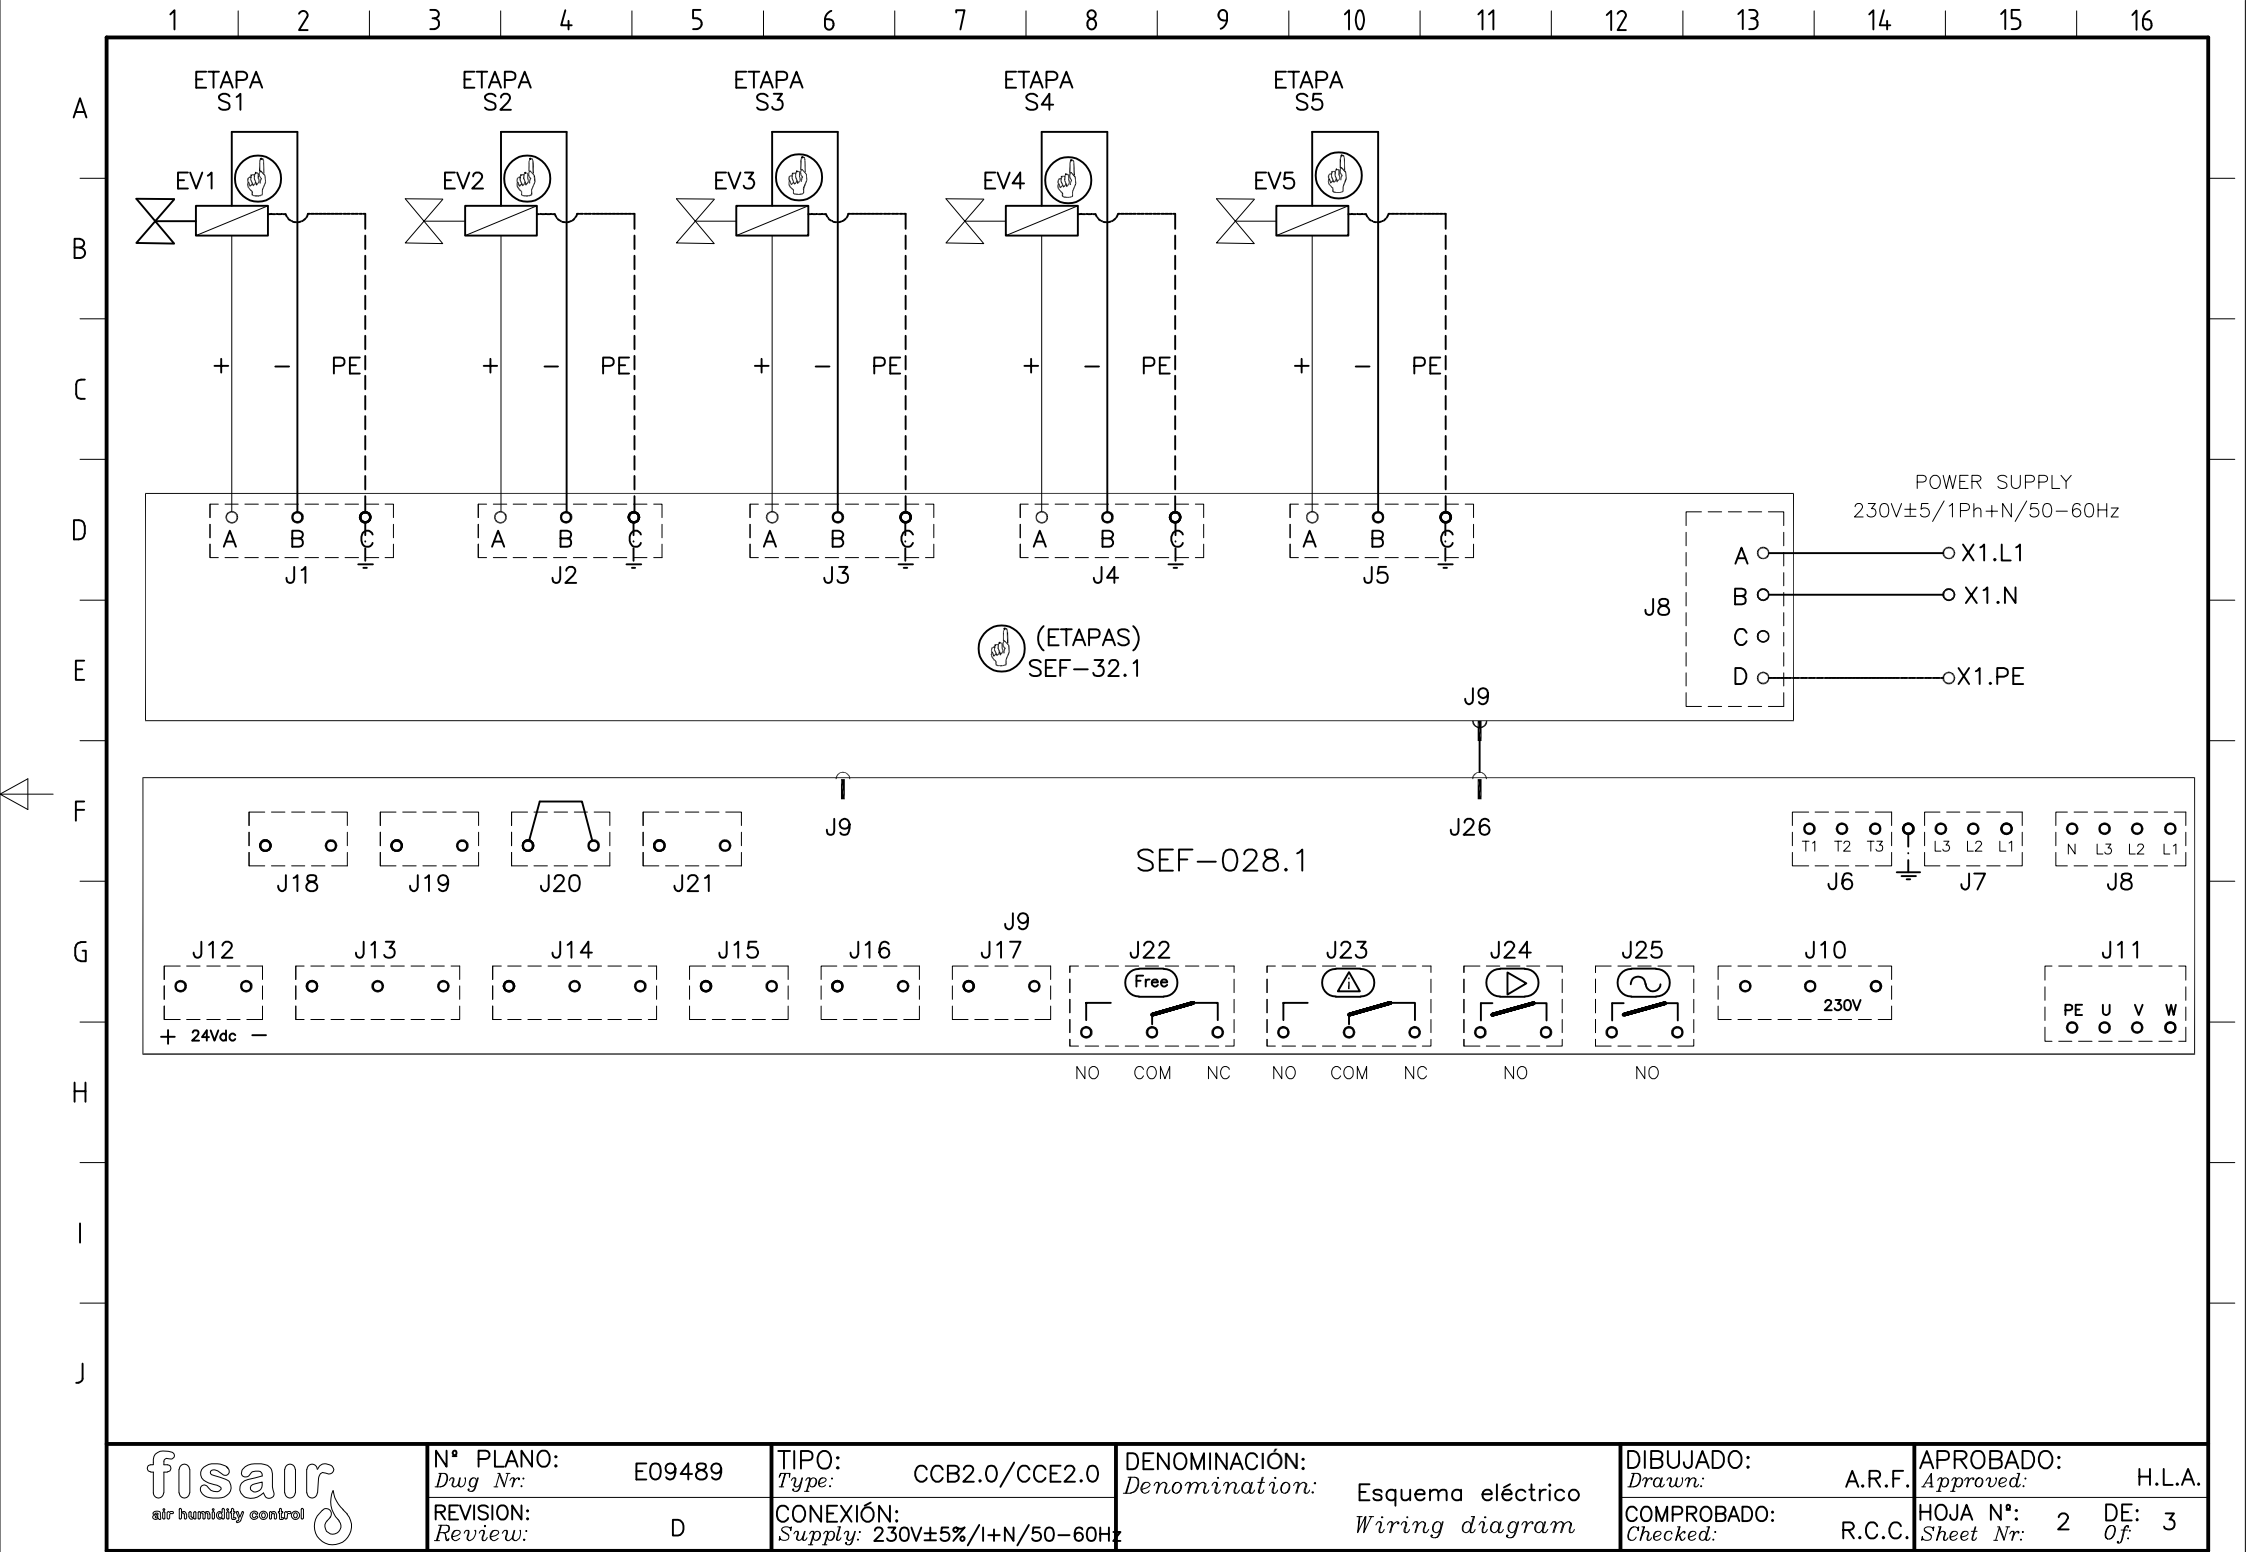 1 2 3 4 5 6 7 8 9 10 11 12 13 14 15 16
A
B
C
D
E
F
G
H
I
J
ETAPA ETAPA ETAPA ETAPA ETAPA
S1 S2 S3 S4 S5
EV1 EV2 EV3 EV4 EV5
+ − PE + − PE + − PE + − PE + − PE
A B C A B C A B C A B C A B C
J1 J2 J3 J4 J5
POWER SUPPLY
230V±5/1Ph+N/50−60Hz
A X1.L1
B X1.N
J8
C
D X1.PE
(ETAPAS)
SEF−32.1
J9
J9 J26
SEF−028.1
J18 J19 J20 J21
T1 T2 T3 L3 L2 L1 N L3 L2 L1
J6 J7 J8
J9
J12 J13 J14 J15 J16 J17 J22 J23 J24 J25 J10 J11
Free
i
230V
PE U V W
+ 24Vdc −
NO COM NC NO COM NC NO NO
fisair
air humidity control
Nº PLANO:
Dwg Nr:
E09489
REVISION:
Review:
D
TIPO:
Type:
CCB2.0/CCE2.0
CONEXIÓN:
Supply: 230V±5%/I+N/50−60Hz
DENOMINACIÓN:
Denomination:
Esquema eléctrico
Wiring diagram
DIBUJADO:
Drawn:
A.R.F.
COMPROBADO:
Checked:
R.C.C.
APROBADO:
Approved:
H.L.A.
HOJA Nº: 2 DE: 3
Sheet Nr: Of: